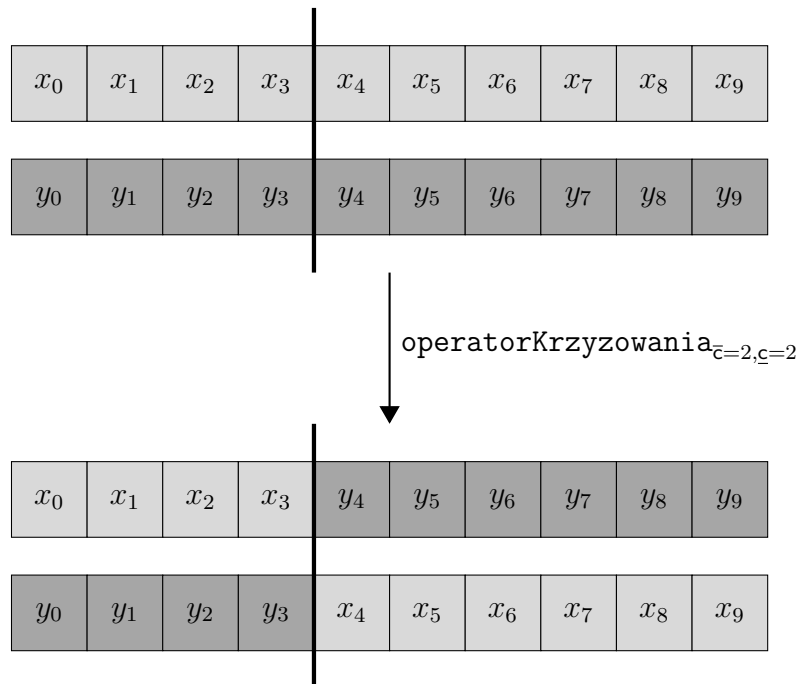 x₀ x₁ x₂ x₃ x₄ x₅ x₆ x₇ x₈ x₉
y₀ y₁ y₂ y₃ y₄ y₅ y₆ y₇ y₈ y₉
operatorKrzyzowania c̅=2,c̲=2
x₀ x₁ x₂ x₃ y₄ y₅ y₆ y₇ y₈ y₉
y₀ y₁ y₂ y₃ x₄ x₅ x₆ x₇ x₈ x₉